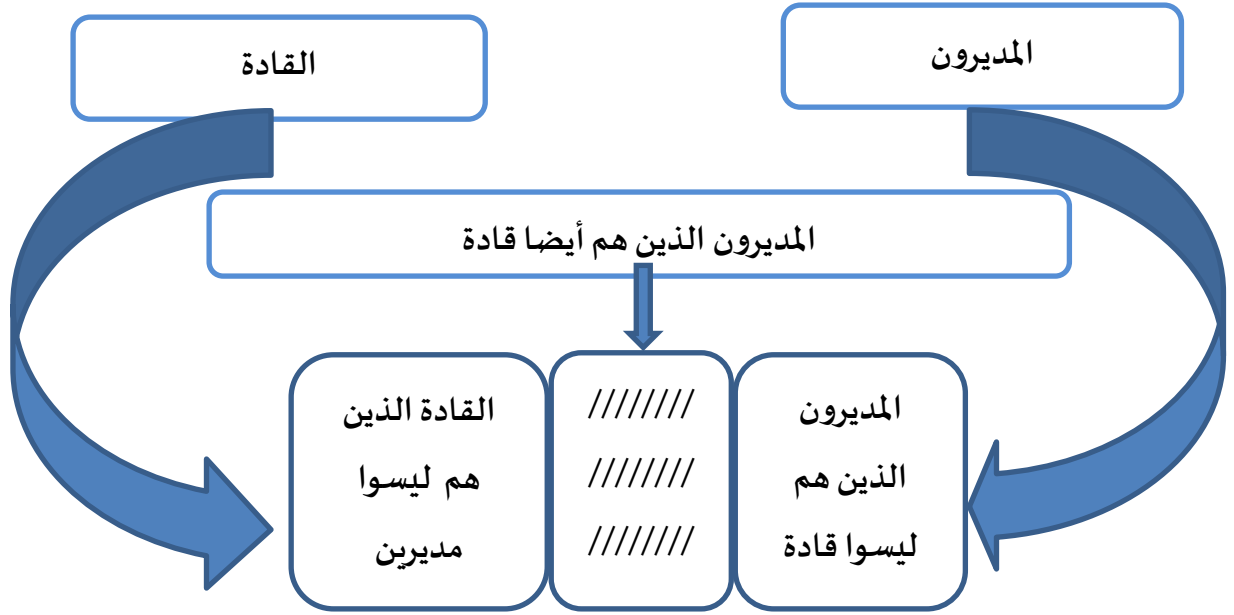 المديرون
القادة
المديرون الذين هم أيضا قادة
المديرون
الذين هم
ليسوا قادة
////////
////////
////////
القادة الذين
هم ليسوا
مديرين